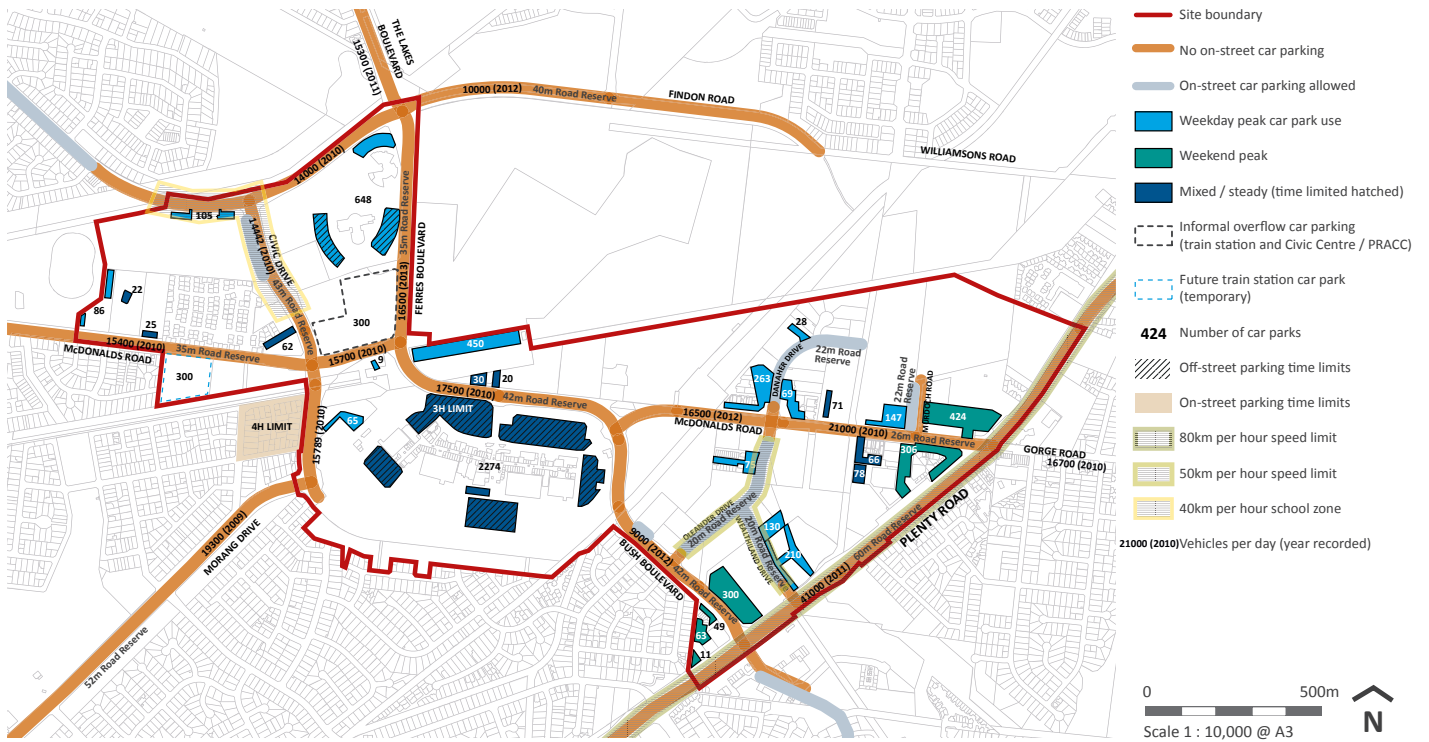 THE LAKES
BOULEVARD
15300 (2011)
10000 (2012)
40m Road Reserve
FINDON ROAD
WILLIAMSONS ROAD
14000 (2010)
648
105
35m Road Reserve
FERRES BOULEVARD
16500 (2013)
14442 (2010)
CIVIC DRIVE
43m Road Reserve
22
86
25
62
300
15400 (2010)
35m Road Reserve
McDONALDS ROAD
15700 (2010)
9
450
300
30
20
17500 (2010)
42m Road Reserve
3H LIMIT
65
4H LIMIT
15789 (2010)
2274
28
22m Road
Reserve
DANAHER DRIVE
263
69
71
22m Road
Reserve
MURDOCH ROAD
147
424
16500 (2012)
McDONALDS ROAD
21000 (2010)
26m Road Reserve
306
GORGE ROAD
16700 (2010)
66
78
75
OLEANDER DRIVE
20m Road Reserve
20m Road Reserve
WALTHILAND DRIVE
130
210
60m Road Reserve
PLENTY ROAD
41000 (2011)
19300 (2009)
MORANG DRIVE
52m Road Reserve
9000 (2012)
BUSH BOULEVARD
42m Road Reserve
300
49
63
11
Site boundary
No on-street car parking
On-street car parking allowed
Weekday peak car park use
Weekend peak
Mixed / steady (time limited hatched)
Informal overflow car parking
(train station and Civic Centre / PRACC)
Future train station car park
(temporary)
424 Number of car parks
Off-street parking time limits
On-street parking time limits
80km per hour speed limit
50km per hour speed limit
40km per hour school zone
21000 (2010) Vehicles per day (year recorded)
0 500m
Scale 1 : 10,000 @ A3
N